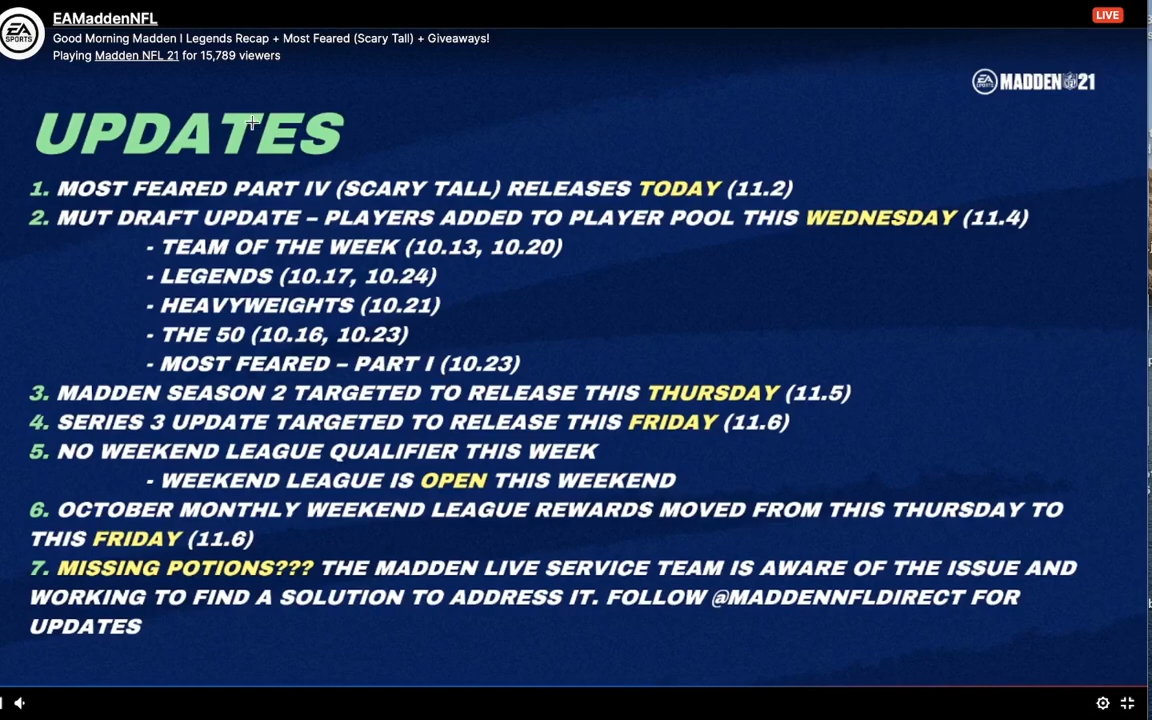 EAMaddenNFL
LIVE
Good Morning Madden l Legends Recap + Most Feared (Scary Tall) + Giveaways!
Playing Madden NFL 21 for 15,789 viewers
EA SPORTS
EA SPORTS MADDEN NFL 21
UPDATES
1. MOST FEARED PART IV (SCARY TALL) RELEASES TODAY (11.2)
2. MUT DRAFT UPDATE – PLAYERS ADDED TO PLAYER POOL THIS WEDNESDAY (11.4)
- TEAM OF THE WEEK (10.13, 10.20)
- LEGENDS (10.17, 10.24)
- HEAVYWEIGHTS (10.21)
- THE 50 (10.16, 10.23)
- MOST FEARED – PART I (10.23)
3. MADDEN SEASON 2 TARGETED TO RELEASE THIS THURSDAY (11.5)
4. SERIES 3 UPDATE TARGETED TO RELEASE THIS FRIDAY (11.6)
5. NO WEEKEND LEAGUE QUALIFIER THIS WEEK
- WEEKEND LEAGUE IS OPEN THIS WEEKEND
6. OCTOBER MONTHLY WEEKEND LEAGUE REWARDS MOVED FROM THIS THURSDAY TO
THIS FRIDAY (11.6)
7. MISSING POTIONS??? THE MADDEN LIVE SERVICE TEAM IS AWARE OF THE ISSUE AND
WORKING TO FIND A SOLUTION TO ADDRESS IT. FOLLOW @MADDENNFLDIRECT FOR
UPDATES